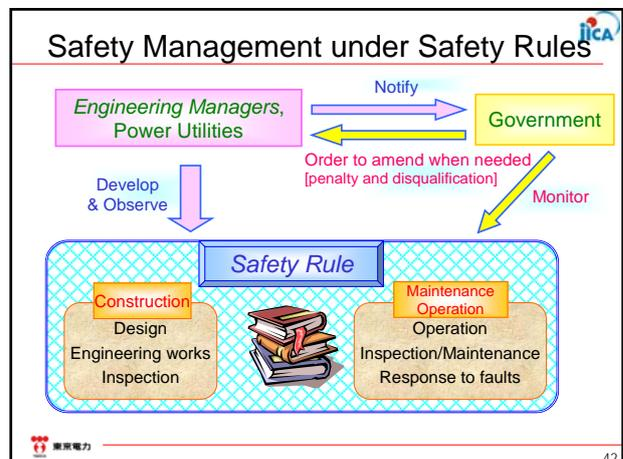 jICA
Safety Management under Safety Rules
Notify
Engineering Managers,
Power Utilities
Government
Order to amend when needed
[penalty and disqualification]
Develop
& Observe
Monitor
Safety Rule
Construction
Design
Engineering works
Inspection
Maintenance
Operation
Operation
Inspection/Maintenance
Response to faults
東京電力
42